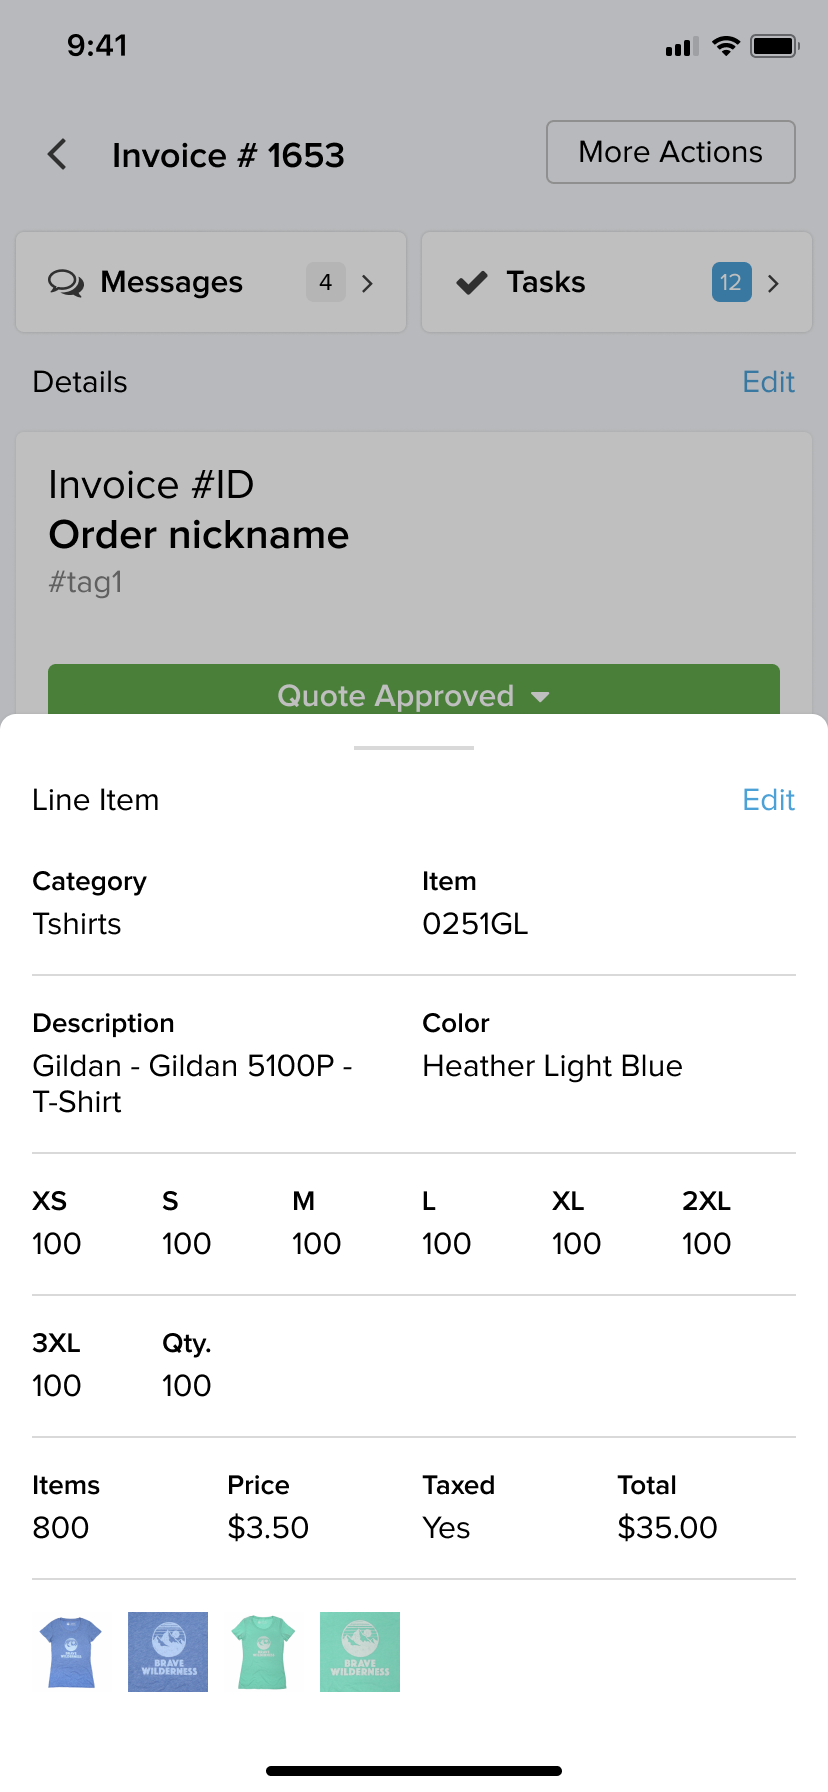 9:41
Invoice # 1653
More Actions
Messages 4
Tasks 12
Details
Edit
Invoice #ID
Order nickname
#tag1
Quote Approved
Line Item
Edit
Category
Item
Tshirts
0251GL
Description
Color
Gildan - Gildan 5100P -
T-Shirt
Heather Light Blue
XS S M L XL 2XL
100 100 100 100 100 100
3XL Qty.
100 100
Items Price Taxed Total
800 $3.50 Yes $35.00
BRAVE
WILDERNESS
BRAVE
WILDERNESS
BRAVE
WILDERNESS
BRAVE
WILDERNESS